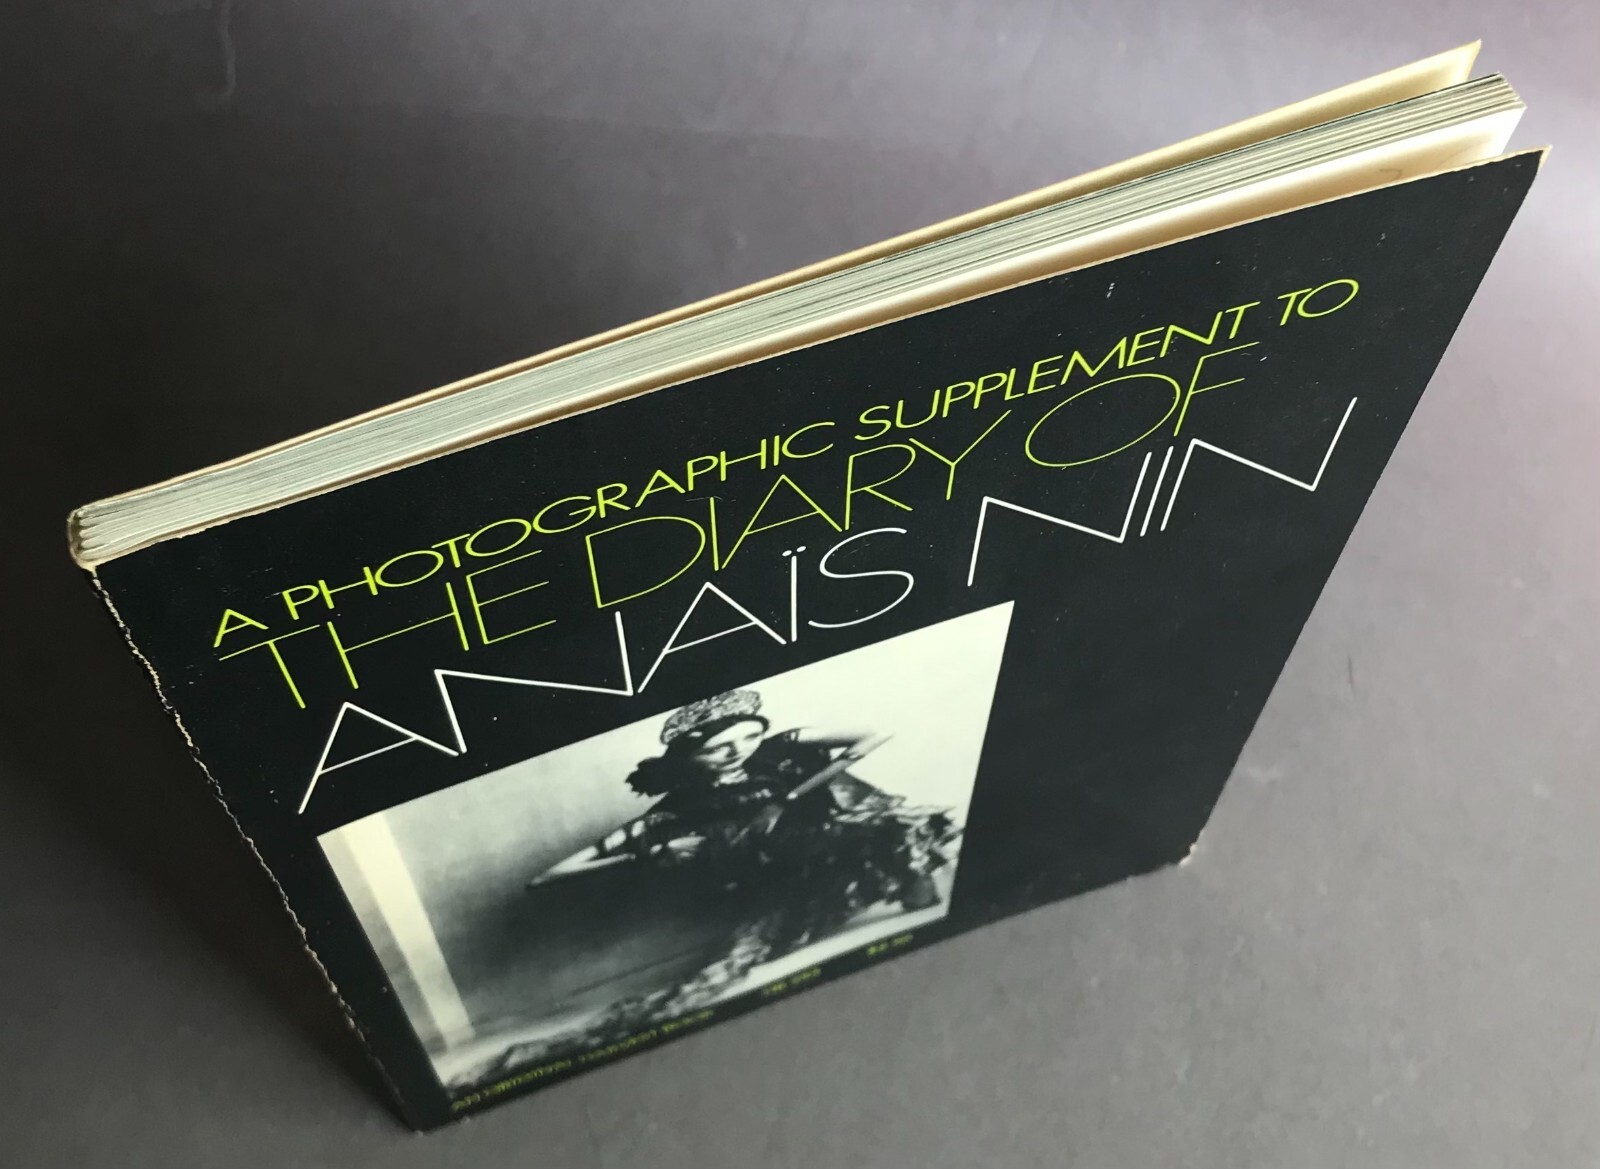 A PHOTOGRAPHIC SUPPLEMENT TO
THE DIARY OF
ANAÏS NIN